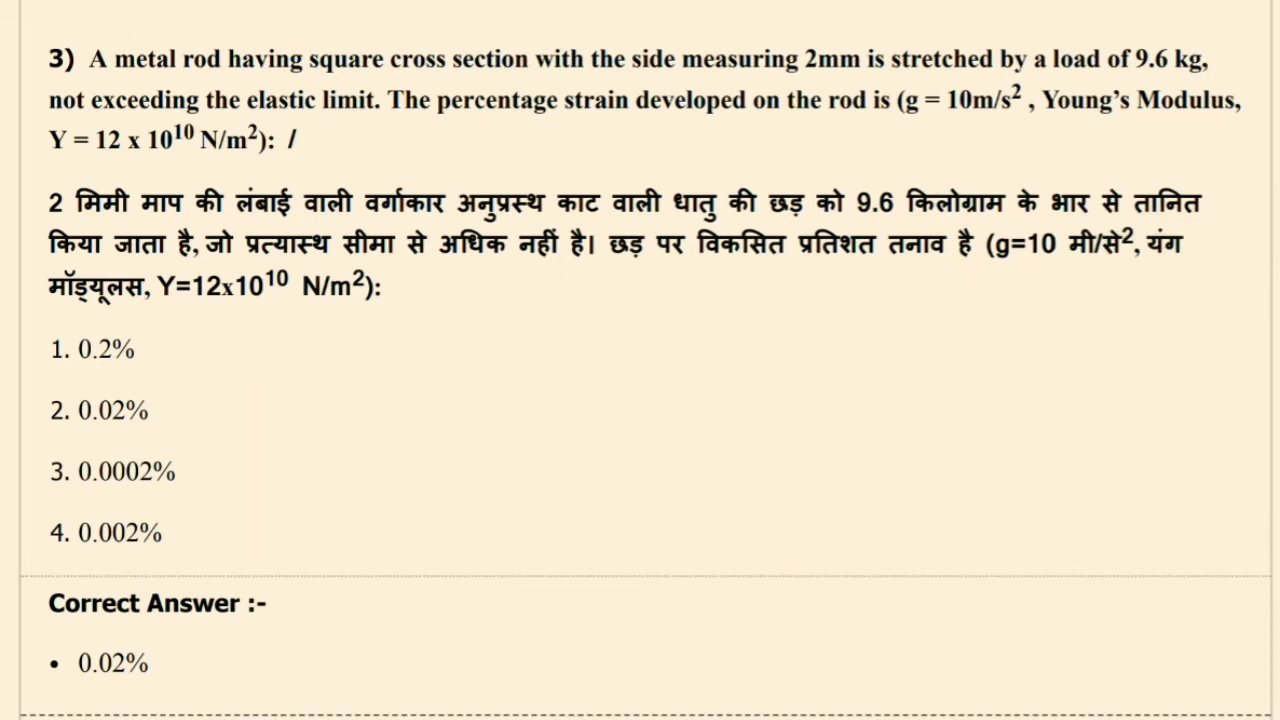 3) A metal rod having square cross section with the side measuring 2mm is stretched by a load of 9.6 kg,
not exceeding the elastic limit. The percentage strain developed on the rod is (g = 10m/s², Young's Modulus,
Y = 12 x 10¹⁰ N/m²): /
2 मिमी माप की लंबाई वाली वर्गाकार अनुप्रस्थ काट वाली धातु की छड़ को 9.6 किलोग्राम के भार से तानित
किया जाता है, जो प्रत्यास्थ सीमा से अधिक नहीं है। छड़ पर विकसित प्रतिशत तनाव है (g=10 मी/से², यंग
मॉड्यूलस, Y=12x10¹⁰ N/m²):
1. 0.2%
2. 0.02%
3. 0.0002%
4. 0.002%
Correct Answer :-
• 0.02%